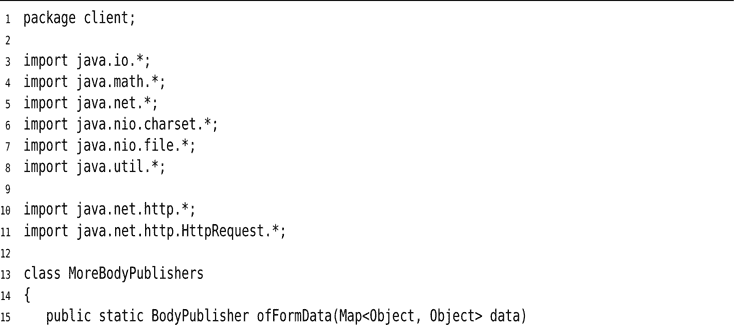 1 package client;
2
3 import java.io.*;
4 import java.math.*;
5 import java.net.*;
6 import java.nio.charset.*;
7 import java.nio.file.*;
8 import java.util.*;
9
10 import java.net.http.*;
11 import java.net.http.HttpRequest.*;
12
13 class MoreBodyPublishers
14 {
15    public static BodyPublisher ofFormData(Map<Object, Object> data)